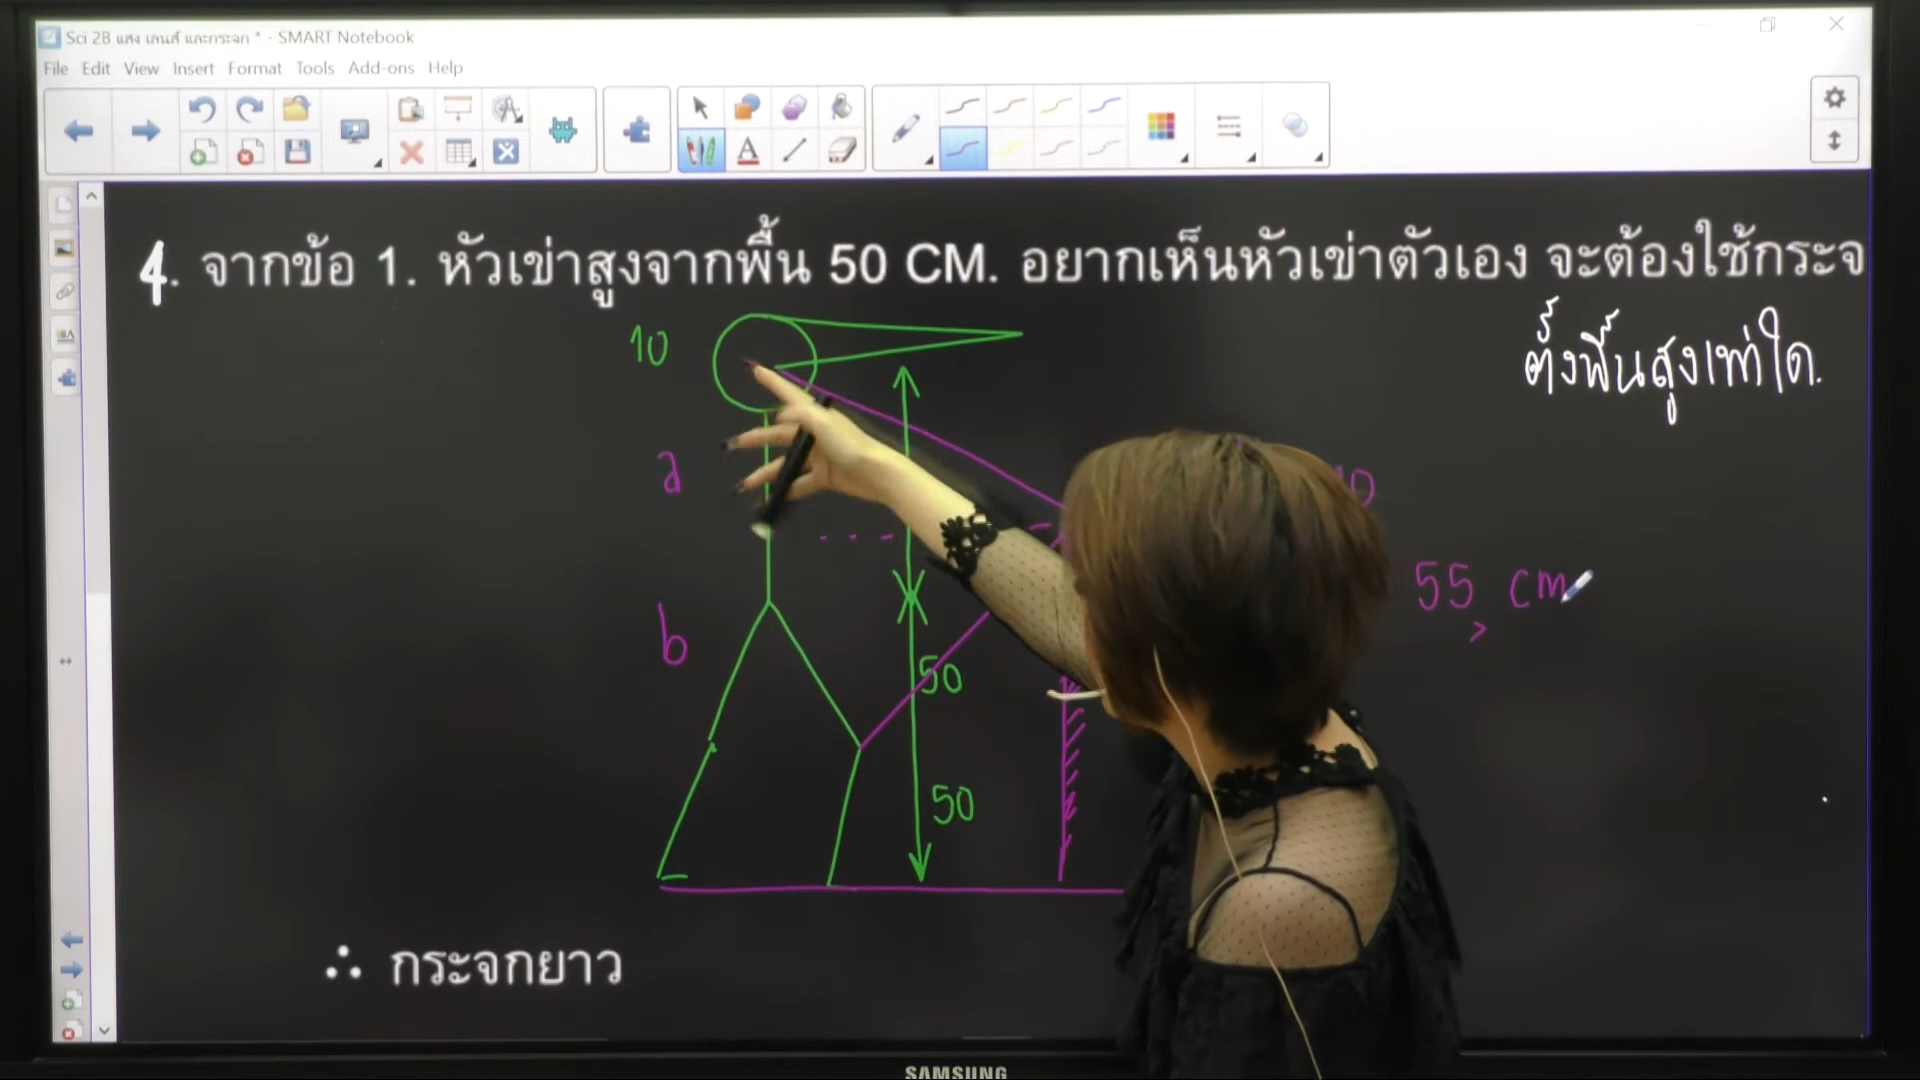 Sci 2B แสง เลนส์ และกระจก * - SMART Notebook
File Edit View Insert Format Tools Add-ons Help
4. จากข้อ 1. หัวเข่าสูงจากพื้น 50 CM. อยากเห็นหัวเข่าตัวเอง จะต้องใช้กระจ
ตั้งพื้นสูงเท่าใด.
10
a
55 cm
b
50
50
∴ กระจกยาว
SAMSUNG